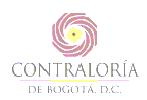 CONTRALORÍA
DE BOGOTÁ, D.C.